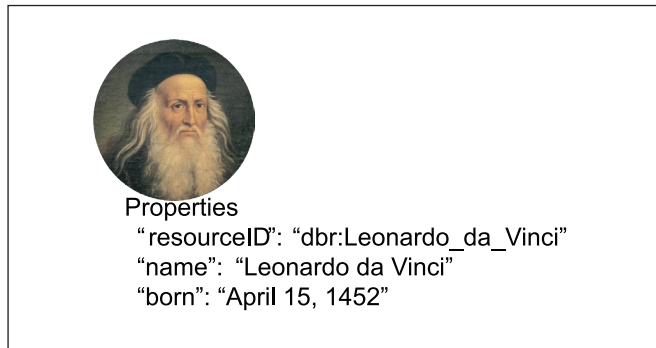 Properties
“resourceID”: “dbr:Leonardo_da_Vinci”
“name”: “Leonardo da Vinci”
“born”: “April 15, 1452”